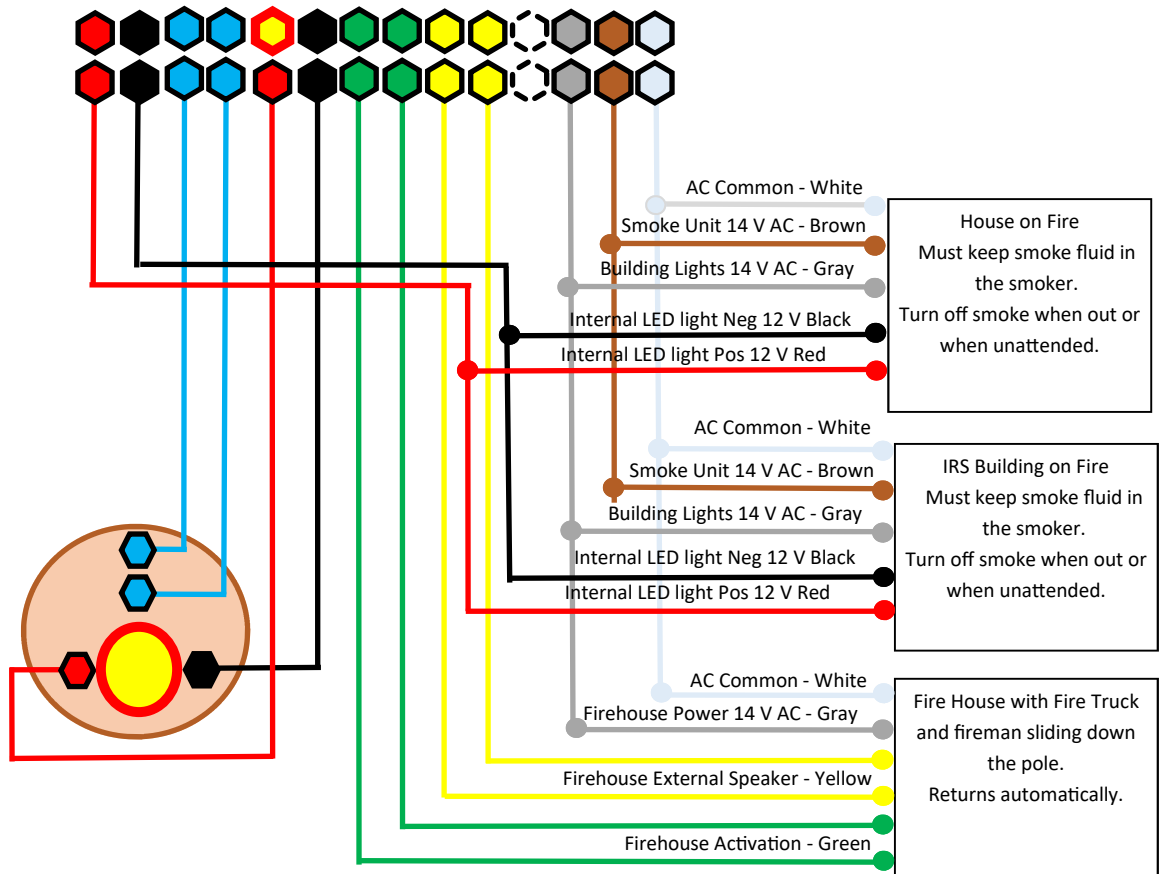 AC Common - White
Smoke Unit 14 V AC - Brown
Building Lights 14 V AC - Gray
Internal LED light Neg 12 V Black
Internal LED light Pos 12 V Red
House on Fire
Must keep smoke fluid in
the smoker.
Turn off smoke when out or
when unattended.
AC Common - White
Smoke Unit 14 V AC - Brown
Building Lights 14 V AC - Gray
Internal LED light Neg 12 V Black
Internal LED light Pos 12 V Red
IRS Building on Fire
Must keep smoke fluid in
the smoker.
Turn off smoke when out or
when unattended.
AC Common - White
Firehouse Power 14 V AC - Gray
Firehouse External Speaker - Yellow
Firehouse Activation - Green
Fire House with Fire Truck
and fireman sliding down
the pole.
Returns automatically.